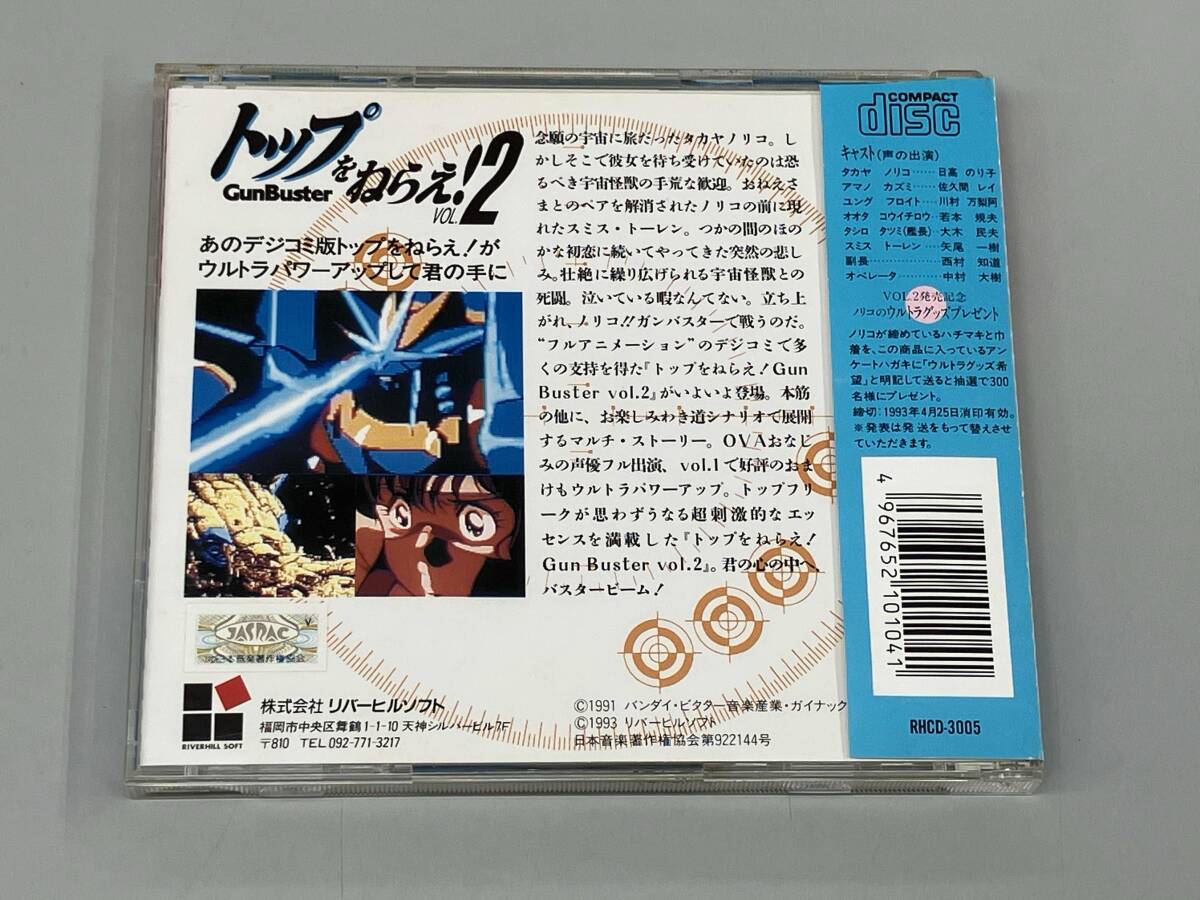 トップをねらえ!
GunBuster
VOL.2
あのデジコミ版トップをねらえ!が
ウルトラパワーアップして君の手に
念願の宇宙に旅だったタカヤノリコ。し
かしそこで彼女を待ち受けていたのは恐
るべき宇宙怪獣の手荒な歓迎。おねえさ
まとのペアを解消されたノリコの前に現
れたスミス・トーレン。つかの間のほの
かな初恋に続いてやってきた突然の悲し
み。壮絶に繰り広げられる宇宙怪獣との
死闘。泣いている暇なんてない。立ち上
がれ、ノリコ!!ガンバスターで戦うのだ。
“フルアニメーション”のデジコミで多
くの支持を得た『トップをねらえ!Gun
Buster vol.2』がいよいよ登場。本筋
の他に、お楽しみわき道シナリオで展開
するマルチ・ストーリー。OVAおなじ
みの声優フル出演、vol.1で好評のおま
けもウルトラパワーアップ。トップフリ
ークが思わずうなる超刺激的なエッ
センスを満載した『トップをねらえ!
Gun Buster vol.2』。君の心の中へ、
バスタービーム!
JASRAC
RIVERHILL SOFT
株式会社 リバーヒルソフト
福岡市中央区舞鶴1-1-10 天神シルバービル7F
〒810 TEL 092-771-3217
©1991 バンダイ・ビクター音楽産業・ガイナックス
©1993 リバーヒルソフト
日本音楽著作権協会第922144号
COMPACT
disc
キャスト(声の出演)
タカヤ ノリコ……日高 のり子
アマノ カズミ……佐久間 レイ
ユング フロイト‥‥川村 万梨阿
オオタ コウイチロウ‥若本 規夫
タシロ タツミ(艦長)‥大木 民夫
スミス トーレン‥‥矢尾 一樹
副長………………西村 知道
オペレータ…………中村 大樹
VOL.2発売記念
ノリコのウルトラグッズプレゼント
ノリコが締めているハチマキと巾
着を、この商品に入っているアン
ケートハガキに「ウルトラグッズ希
望」と明記して送ると抽選で300
名様にプレゼント。
締切:1993年4月25日消印有効。
※発表は発送をもって替えさせ
ていただきます。
4967652101041
RHCD-3005